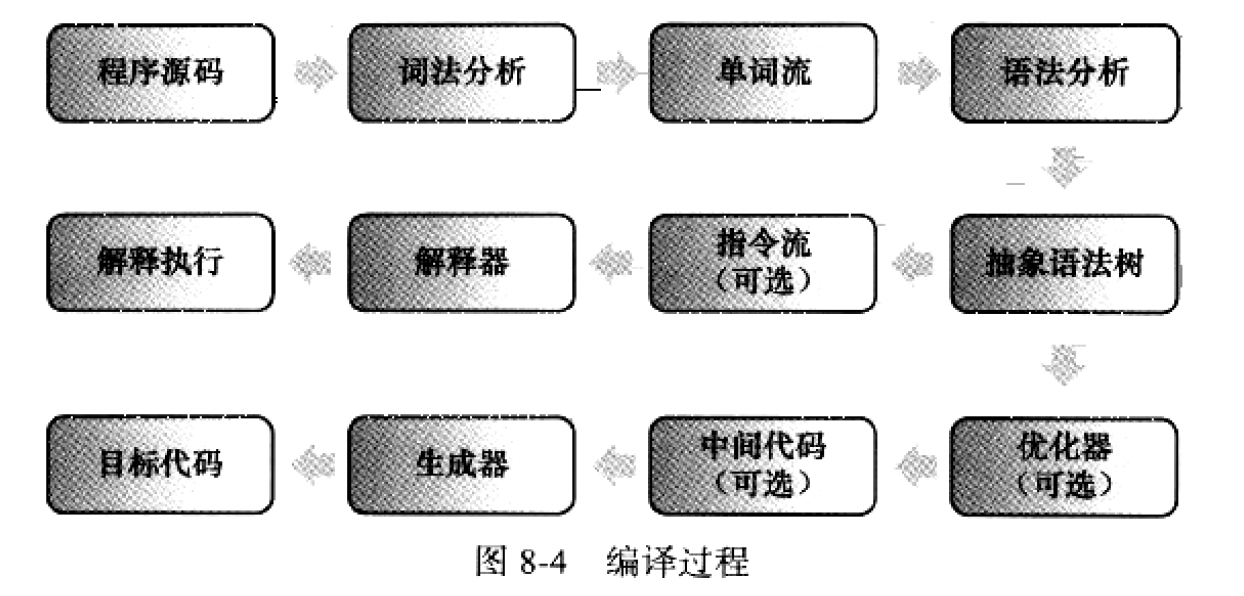 程序源码
词法分析
单词流
语法分析
解释执行
解释器
指令流
（可选）
抽象语法树
目标代码
生成器
中间代码
（可选）
优化器
（可选）
图 8-4 编译过程